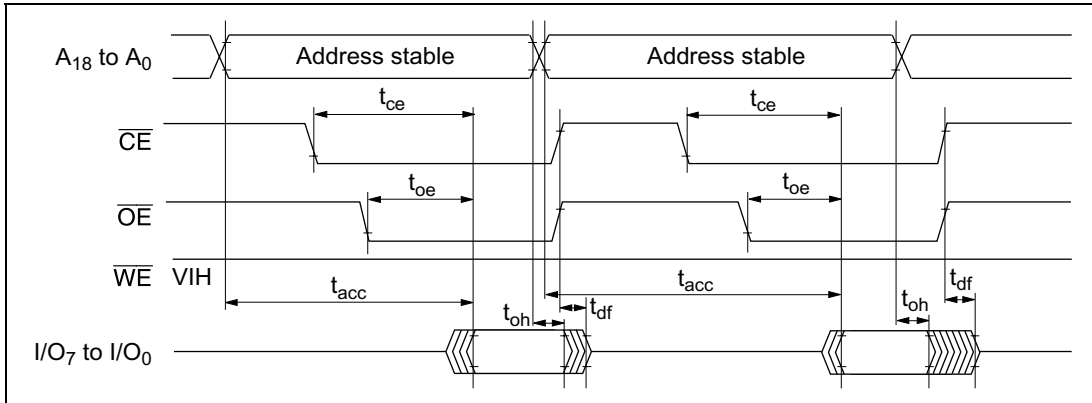 A18 to A0 Address stable Address stable
tce tce
CE
toe toe
OE
WE VIH
tacc tacc
toh tdf toh tdf
I/O7 to I/O0